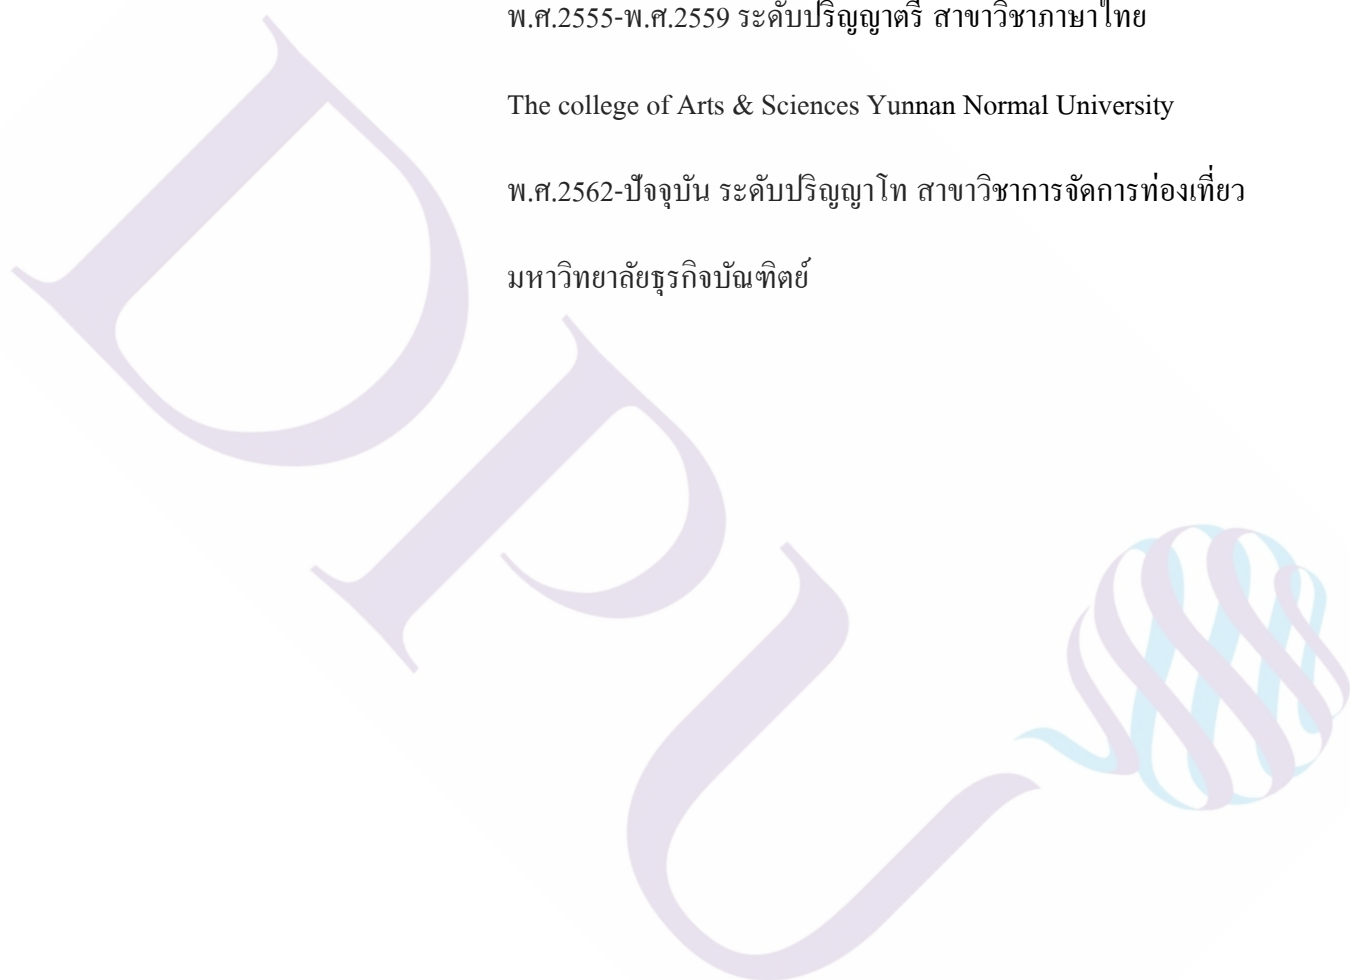 พ.ศ.2555-พ.ศ.2559 ระดับปริญญาตรี สาขาวิชาภาษาไทย
The college of Arts & Sciences Yunnan Normal University
พ.ศ.2562-ปัจจุบัน ระดับปริญญาโท สาขาวิชาการจัดการท่องเที่ยว
มหาวิทยาลัยธุรกิจบัณฑิตย์
DPU